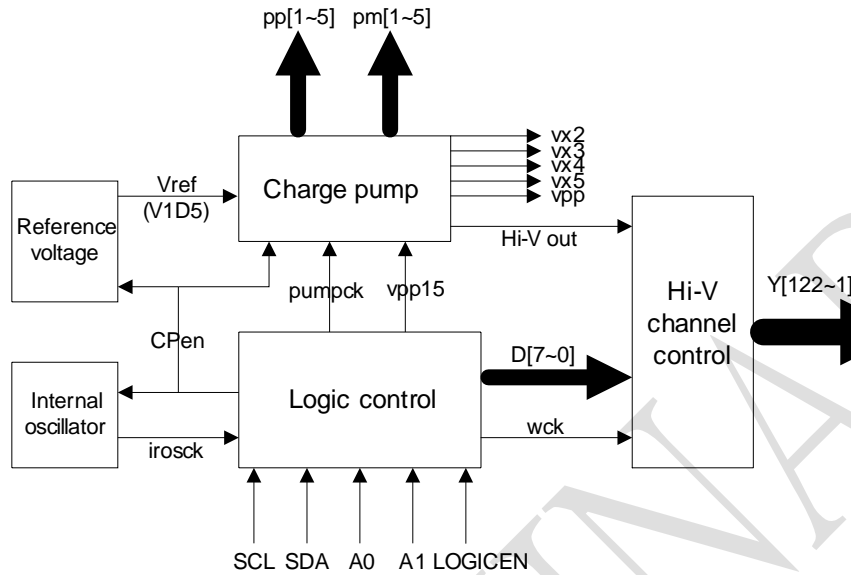 pp[1~5] pm[1~5]
vx2
vx3
vx4
vx5
vpp
Charge pump
Vref
(V1D5)
Reference
voltage
Hi-V out
pumpck
vpp15
Hi-V
channel
control
Y[122~1]
CPen
D[7~0]
Logic control
Internal
oscillator
irosck
wck
SCL SDA A0 A1 LOGICEN